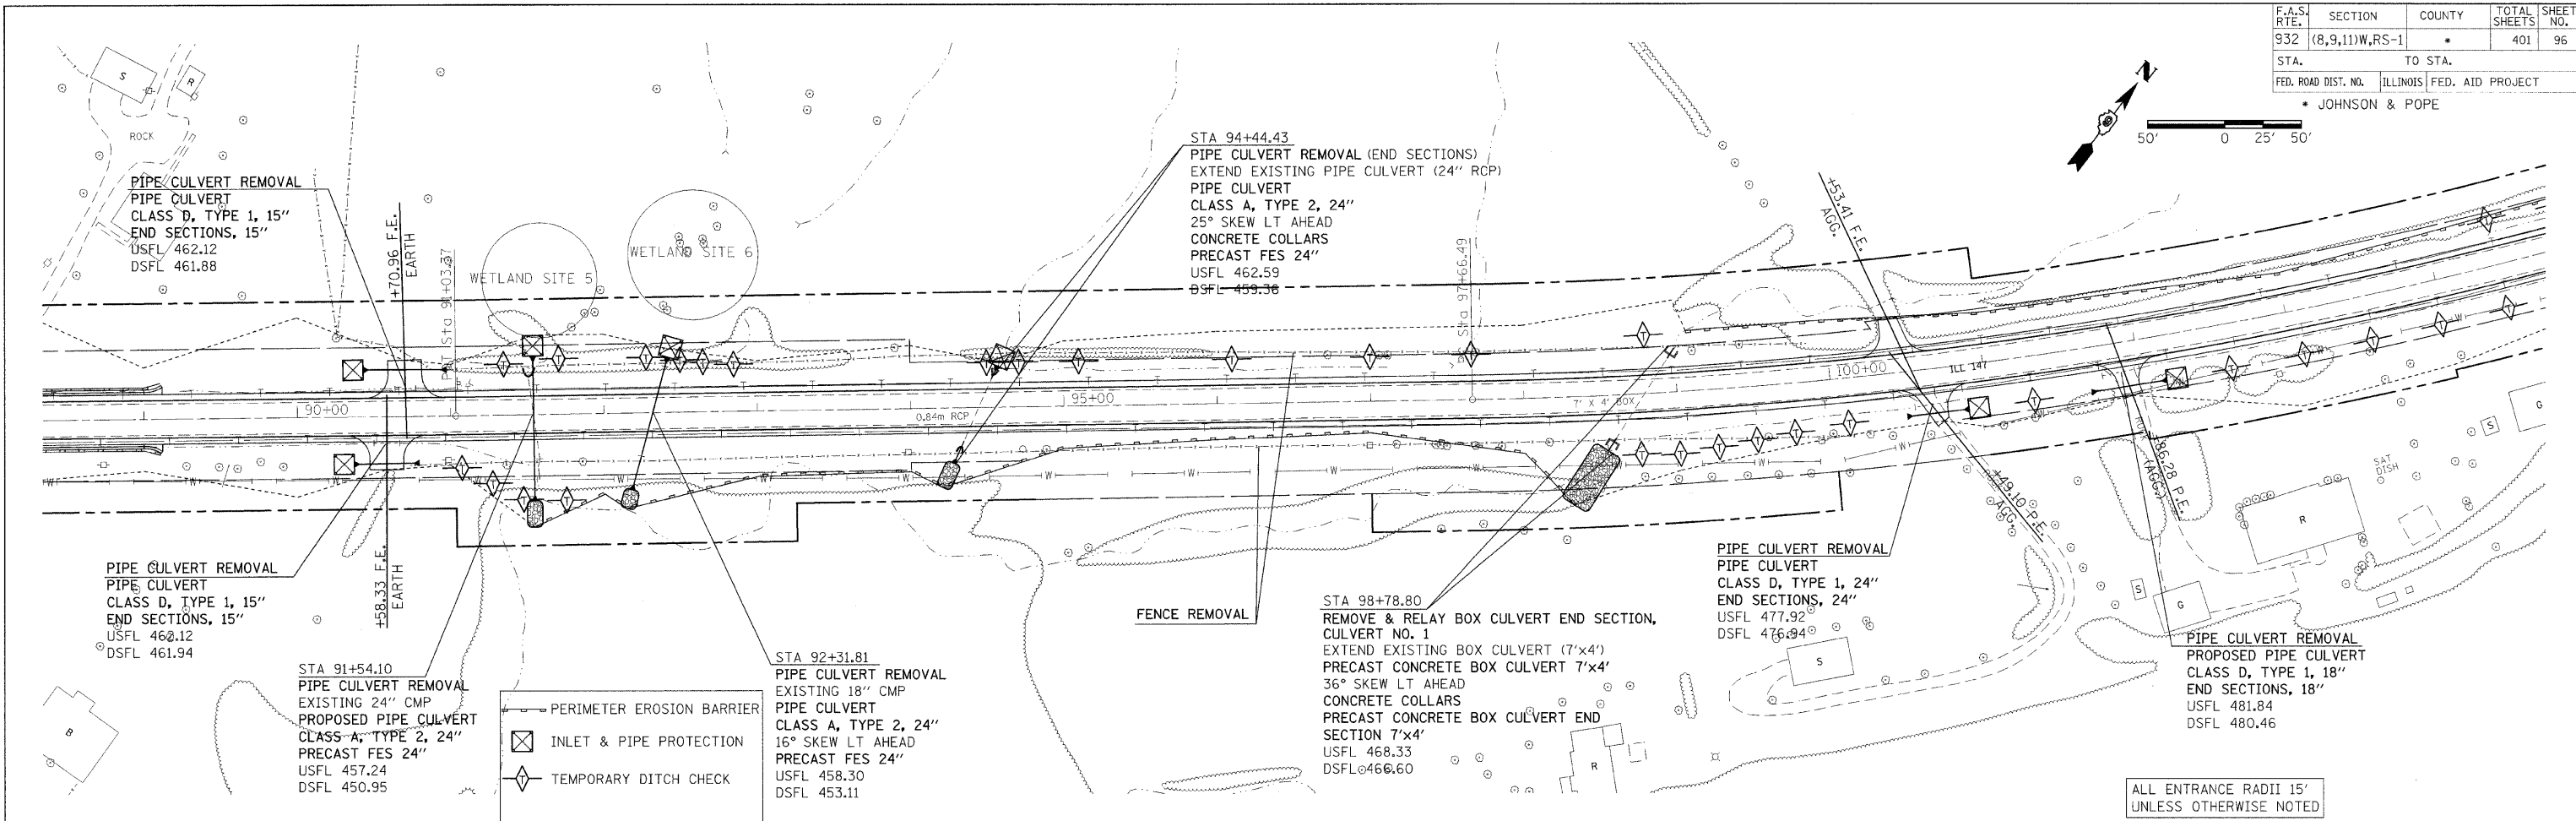 F.A.S. RTE. SECTION COUNTY TOTAL SHEETS SHEET NO.
932 (8,9,11)W,RS-1 * 401 96
STA. TO STA.
FED. ROAD DIST. NO. ILLINOIS FED. AID PROJECT
* JOHNSON & POPE
N
50' 0 25' 50'
S
R
ROCK
PIPE CULVERT REMOVAL
PIPE CULVERT
CLASS D, TYPE 1, 15"
END SECTIONS, 15"
USFL 462.12
DSFL 461.88
+70.96 F.E.
EARTH
WETLAND SITE 5
WETLAND SITE 6
STA 94+44.43
PIPE CULVERT REMOVAL (END SECTIONS)
EXTEND EXISTING PIPE CULVERT (24" RCP)
PIPE CULVERT
CLASS A, TYPE 2, 24"
25° SKEW LT AHEAD
CONCRETE COLLARS
PRECAST FES 24"
USFL 462.59
DSFL 459.36
Sta 97+66.49
+53.41 F.E.
AGG.
90+00
0.84m RCP
95+00
7' X 4' BOX
100+00
ILL 147
+58.33 F.E.
EARTH
PIPE CULVERT REMOVAL
PIPE CULVERT
CLASS D, TYPE 1, 15"
END SECTIONS, 15"
USFL 462.12
DSFL 461.94
STA 91+54.10
PIPE CULVERT REMOVAL
EXISTING 24" CMP
PROPOSED PIPE CULVERT
CLASS A, TYPE 2, 24"
PRECAST FES 24"
USFL 457.24
DSFL 450.95
PERIMETER EROSION BARRIER
INLET & PIPE PROTECTION
TEMPORARY DITCH CHECK
STA 92+31.81
PIPE CULVERT REMOVAL
EXISTING 18" CMP
PIPE CULVERT
CLASS A, TYPE 2, 24"
16° SKEW LT AHEAD
PRECAST FES 24"
USFL 458.30
DSFL 453.11
FENCE REMOVAL
STA 98+78.80
REMOVE & RELAY BOX CULVERT END SECTION,
CULVERT NO. 1
EXTEND EXISTING BOX CULVERT (7'x4')
PRECAST CONCRETE BOX CULVERT 7'x4'
36° SKEW LT AHEAD
CONCRETE COLLARS
PRECAST CONCRETE BOX CULVERT END
SECTION 7'x4'
USFL 468.33
DSFL 466.60
PIPE CULVERT REMOVAL
PIPE CULVERT
CLASS D, TYPE 1, 24"
END SECTIONS, 24"
USFL 477.92
DSFL 476.94
+49.10 P.E.
AGG.
+86.28 P.E.
(AGG.)
SAT
DISH
PIPE CULVERT REMOVAL
PROPOSED PIPE CULVERT
CLASS D, TYPE 1, 18"
END SECTIONS, 18"
USFL 481.84
DSFL 480.46
B
R
S
S
G
R
S
G
ALL ENTRANCE RADII 15'
UNLESS OTHERWISE NOTED